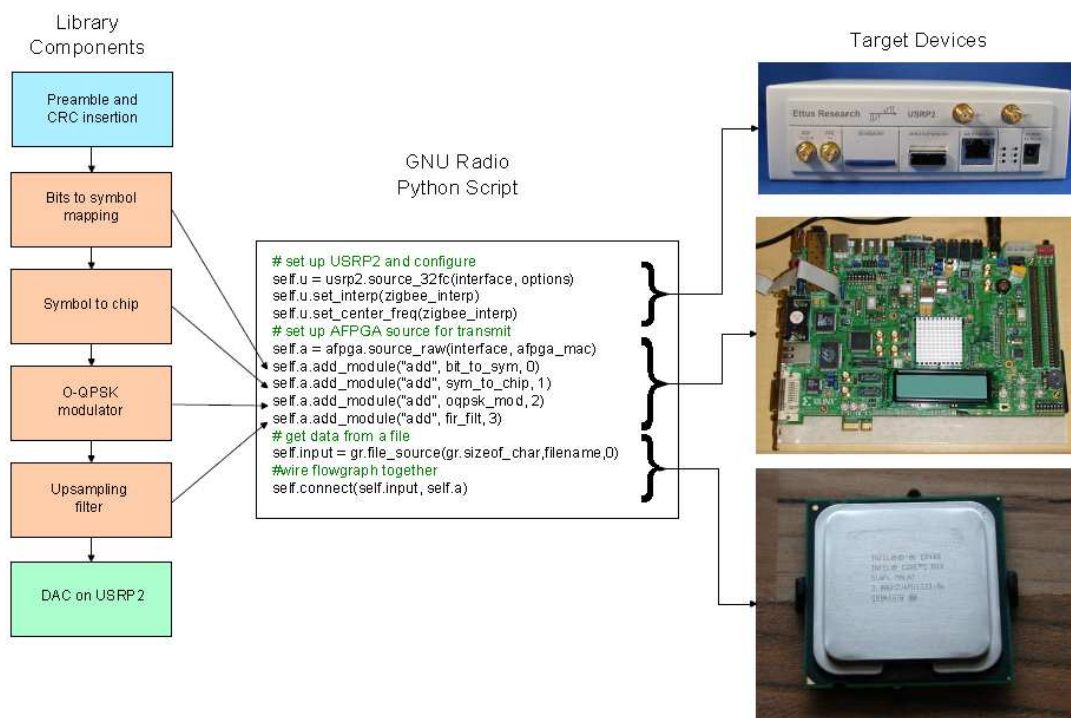 Library
Components
Preamble and
CRC insertion
Bits to symbol
mapping
Symbol to chip
O-QPSK
modulator
Upsampling
filter
DAC on USRP2
GNU Radio
Python Script
# set up USRP2 and configure
self.u = usrp2.source_32fc(interface, options)
self.u.set_interp(zigbee_interp)
self.u.set_center_freq(zigbee_interp)
# set up AFPGA source for transmit
self.a = afpga.source_raw(interface, afpga_mac)
self.a.add_module("add", bit_to_sym, 0)
self.a.add_module("add", sym_to_chip, 1)
self.a.add_module("add", oqpsk_mod, 2)
self.a.add_module("add", fir_filt, 3)
# get data from a file
self.input = gr.file_source(gr.sizeof_char,filename,0)
#wire flowgraph together
self.connect(self.input, self.a)
Target Devices
Ettus Research USRP2
XILINX